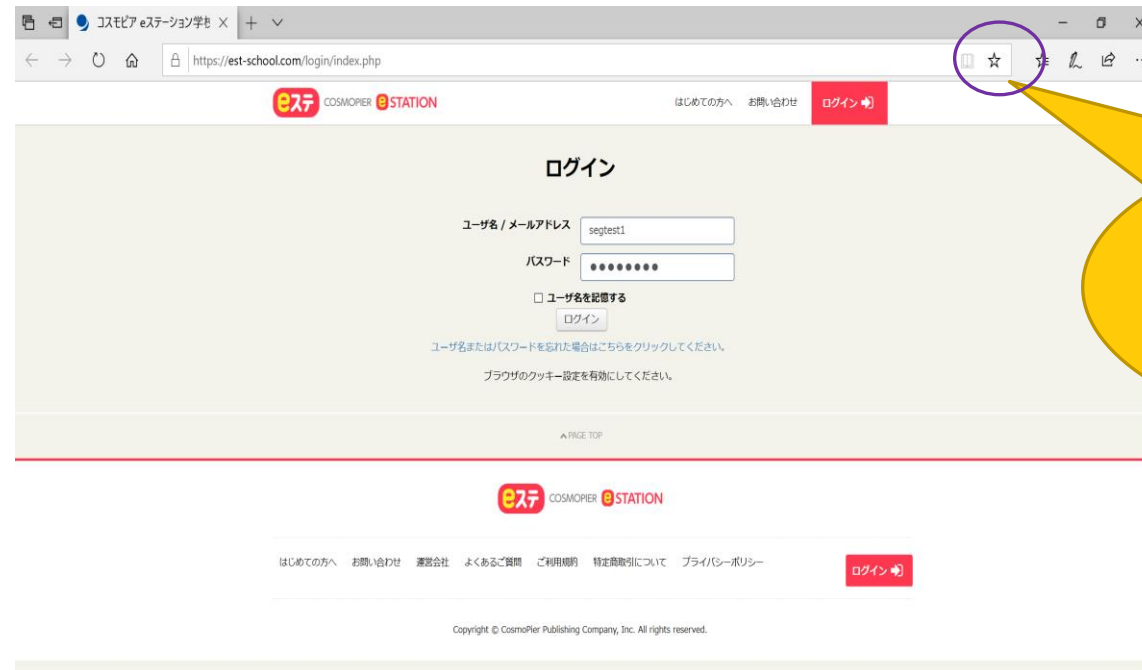 コスモピア eステーション学校
https://est-school.com/login/index.php
eステ COSMOPIER eSTATION
はじめての方へ お問い合わせ ログイン
ログイン
ユーザ名 / メールアドレス segtest1
パスワード ●●●●●●●●
ユーザ名を記憶する
ログイン
ユーザ名またはパスワードを忘れた場合はこちらをクリックしてください。
ブラウザのクッキー設定を有効にしてください。
PAGE TOP
eステ COSMOPIER eSTATION
はじめての方へ お問い合わせ 運営会社 よくあるご質問 ご利用規約 特定商取引について プライバシーポリシー ログイン
Copyright © CosmoPier Publishing Company, Inc. All rights reserved.